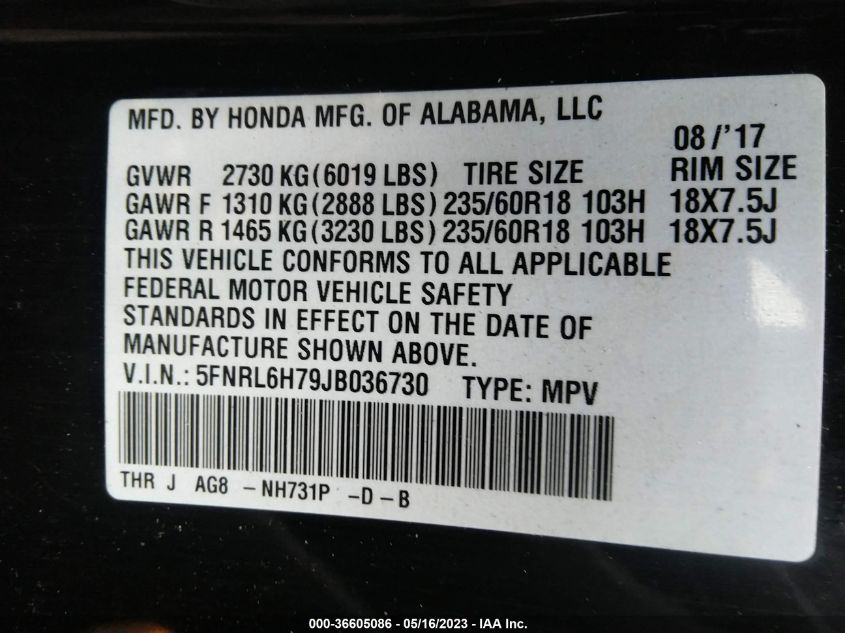 MFD. BY HONDA MFG. OF ALABAMA, LLC
08/'17
GVWR 2730 KG(6019 LBS) TIRE SIZE RIM SIZE
GAWR F 1310 KG(2888 LBS) 235/60R18 103H 18X7.5J
GAWR R 1465 KG(3230 LBS) 235/60R18 103H 18X7.5J
THIS VEHICLE CONFORMS TO ALL APPLICABLE
FEDERAL MOTOR VEHICLE SAFETY
STANDARDS IN EFFECT ON THE DATE OF
MANUFACTURE SHOWN ABOVE.
V.I.N.: 5FNRL6H79JB036730 TYPE: MPV
THR J AG8 -NH731P -D-B
000-36605086 - 05/16/2023 - IAA Inc.